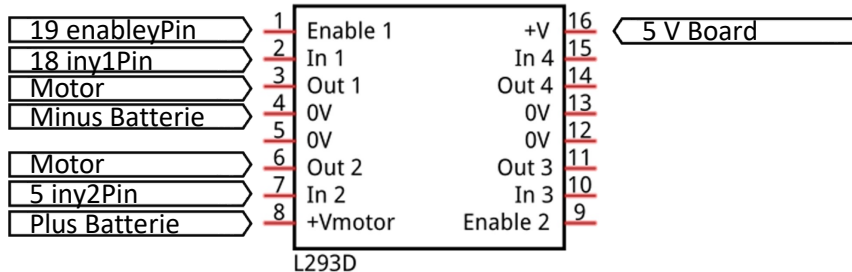 19 enableyPin 1 Enable 1 +V 16 5 V Board
18 iny1Pin 2 In 1 In 4 15
Motor 3 Out 1 Out 4 14
Minus Batterie 4 0V 0V 13
5 0V 0V 12
Motor 6 Out 2 Out 3 11
5 iny2Pin 7 In 2 In 3 10
Plus Batterie 8 +Vmotor Enable 2 9
L293D